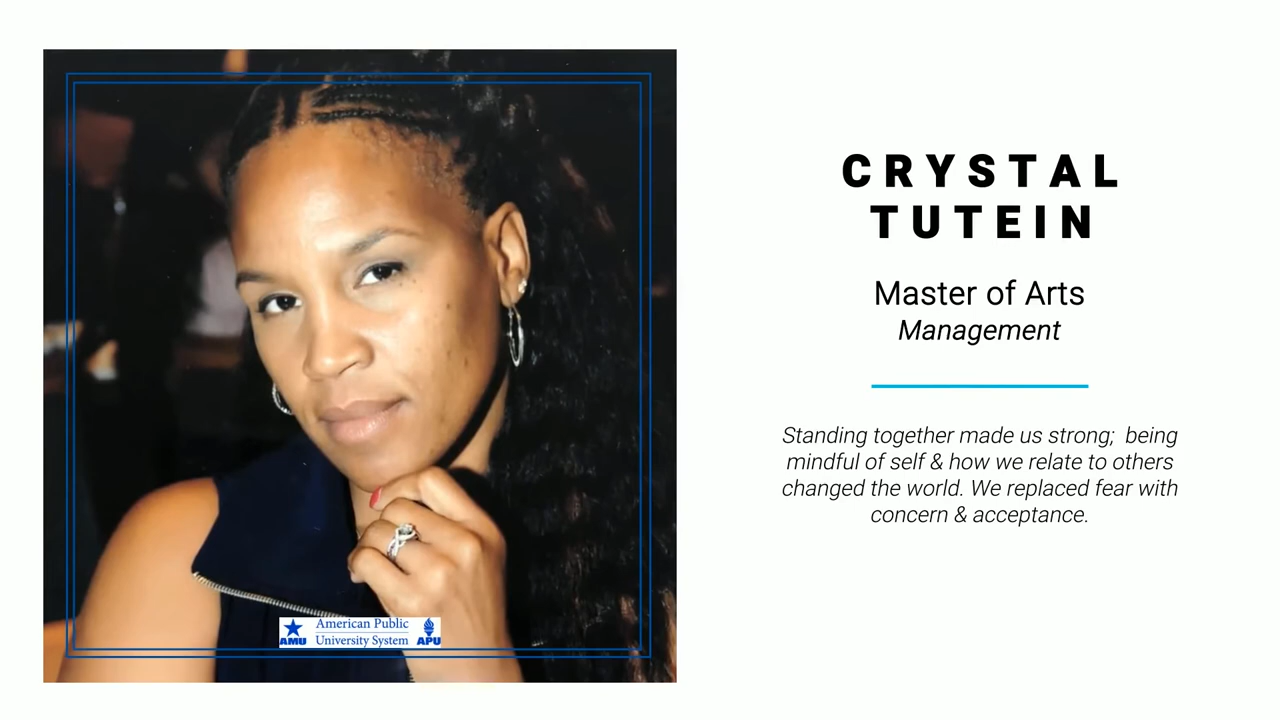 CRYSTAL
TUTEIN
Master of Arts
Management
Standing together made us strong;  being
mindful of self & how we relate to others
changed the world. We replaced fear with
concern & acceptance.
AMU
American Public
University System
APU